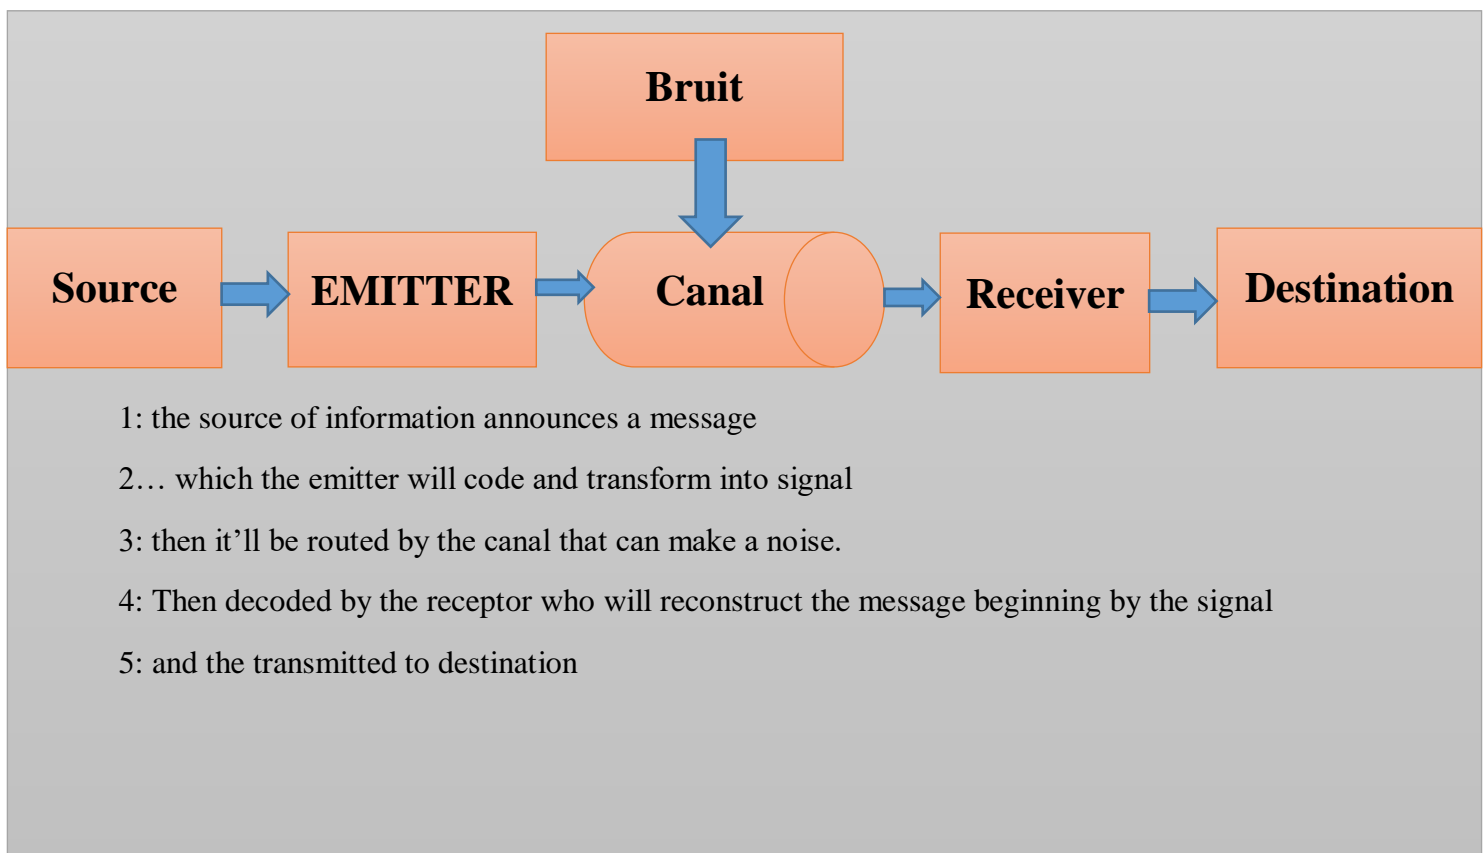 Bruit
Source
EMITTER
Canal
Receiver
Destination
1: the source of information announces a message
2… which the emitter will code and transform into signal
3: then it’ll be routed by the canal that can make a noise.
4: Then decoded by the receptor who will reconstruct the message beginning by the signal
5: and the transmitted to destination